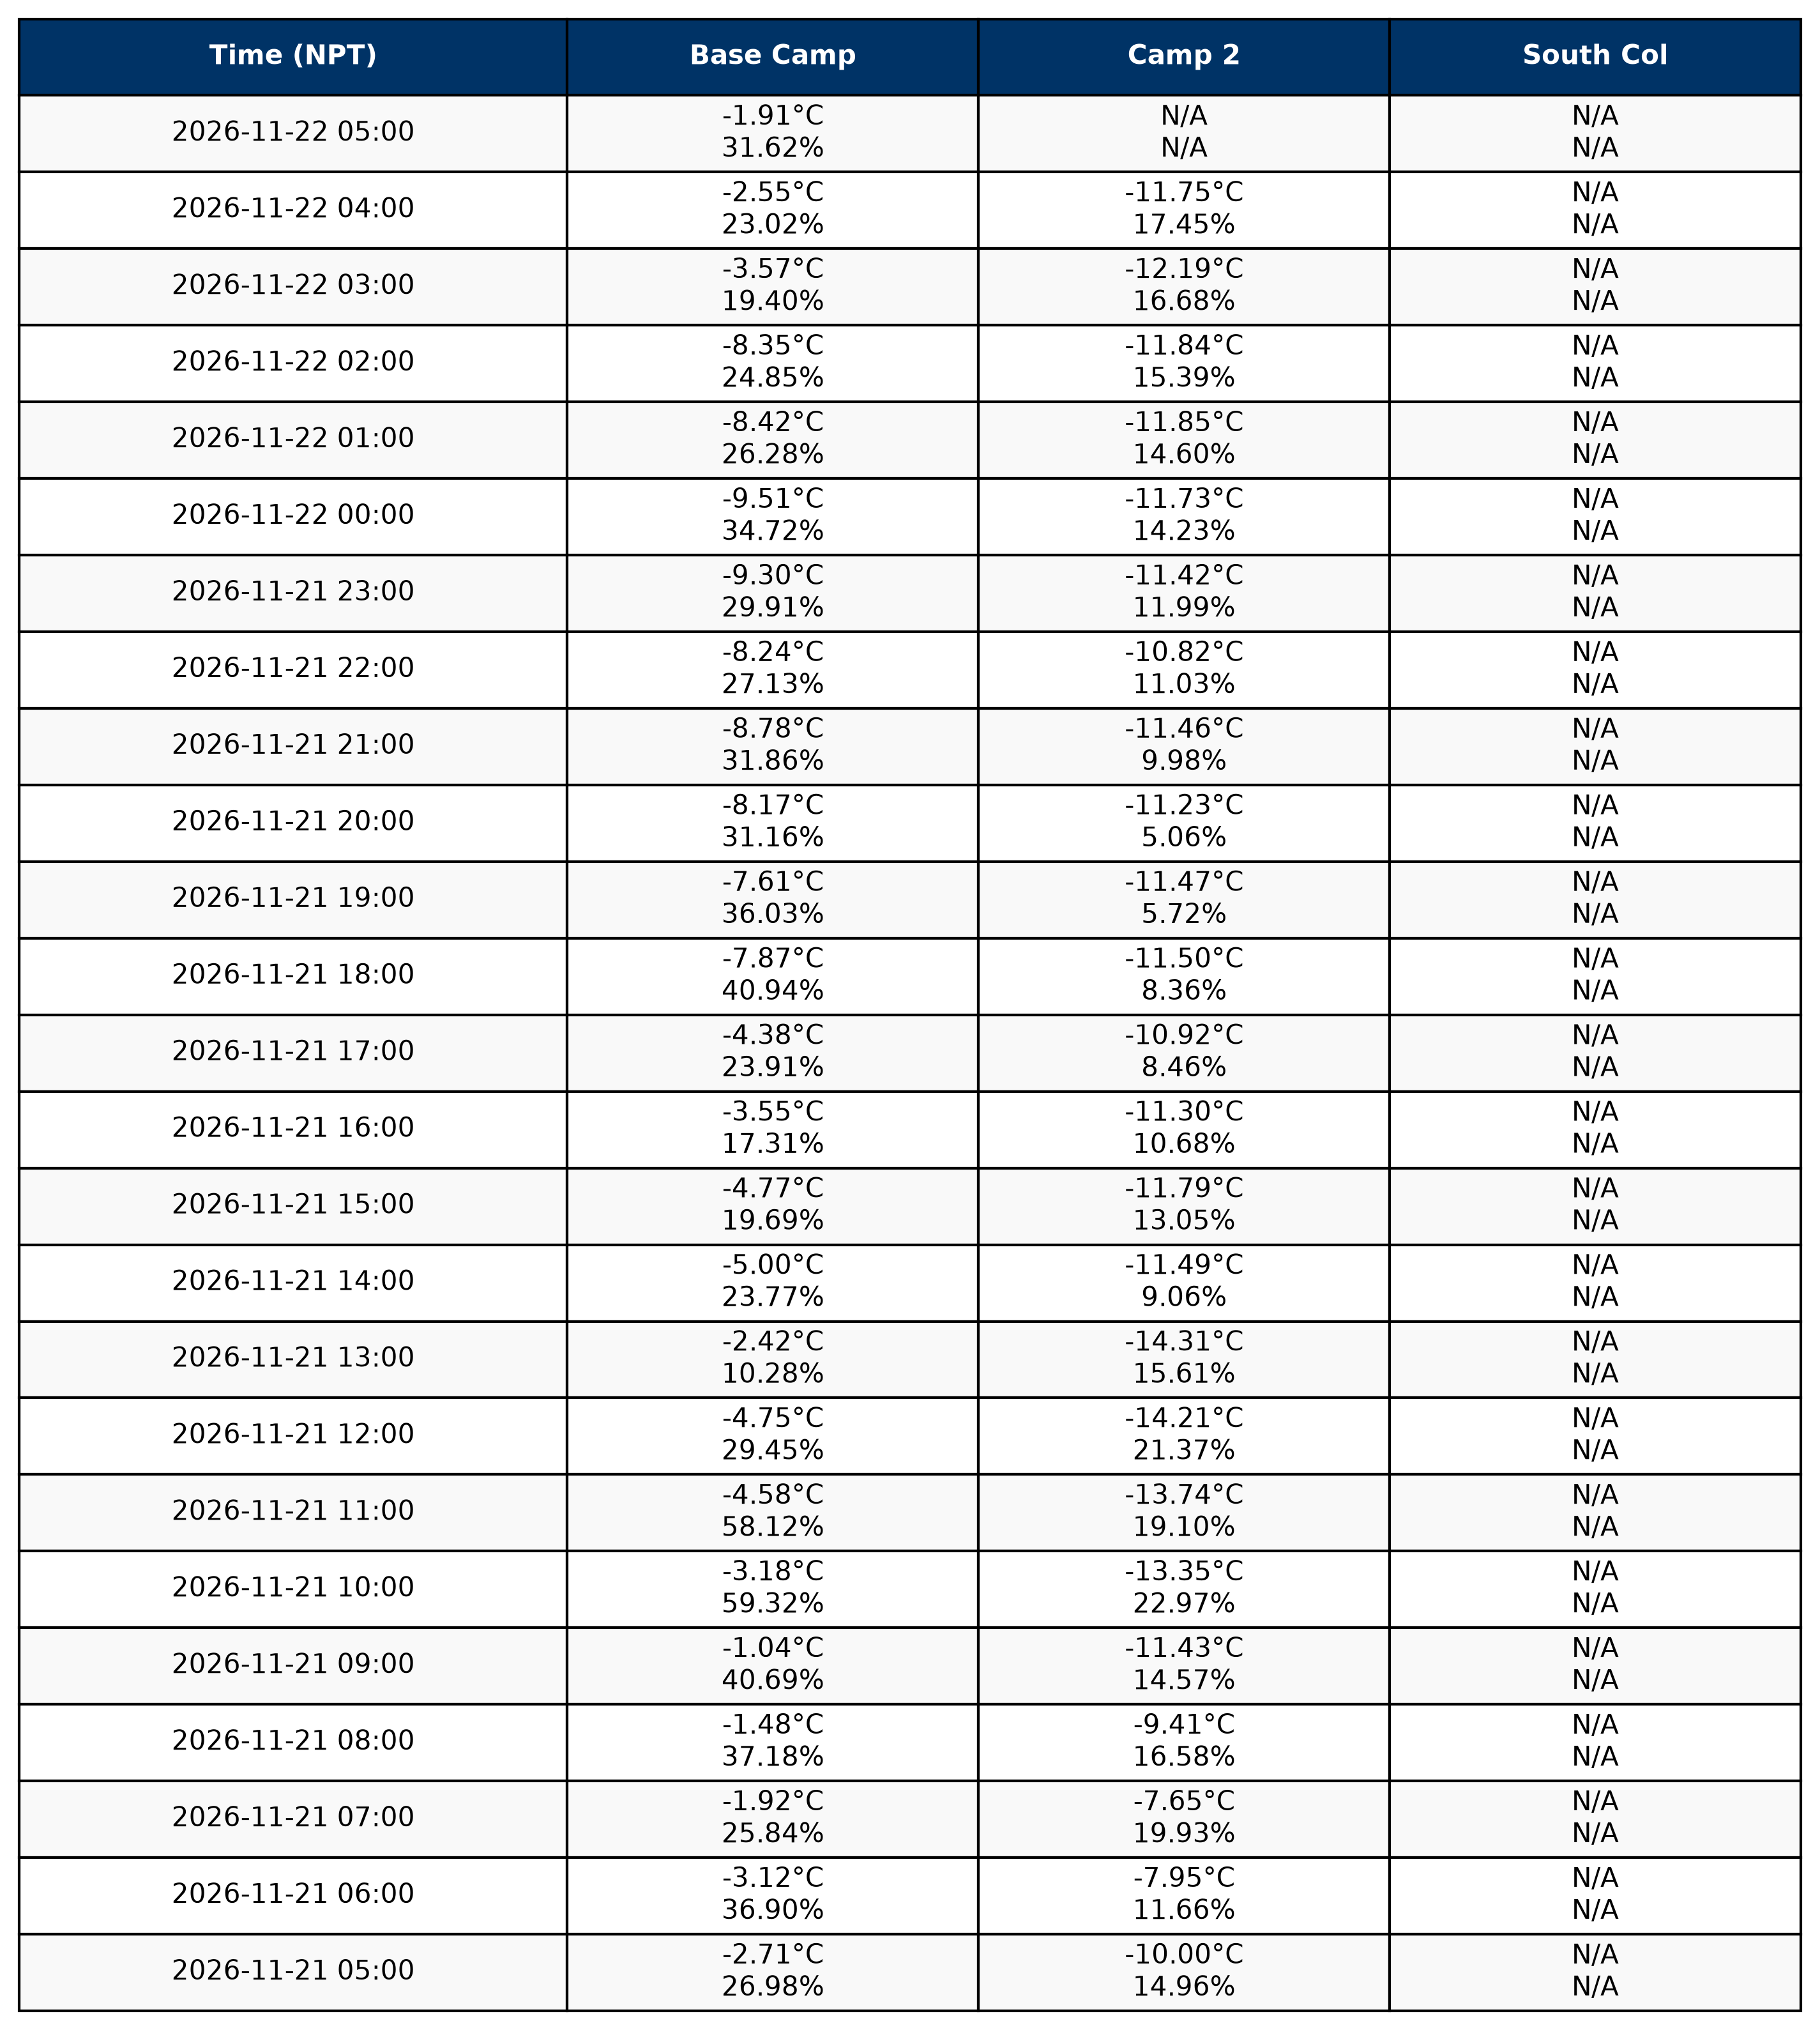 Time (NPT) Base Camp Camp 2 South Col
-1.91°C N/A N/A
2026-11-22 05:00
31.62% N/A N/A
-2.55°C -11.75°C N/A
2026-11-22 04:00
23.02% 17.45% N/A
-3.57°C -12.19°C N/A
2026-11-22 03:00
19.40% 16.68% N/A
-8.35°C -11.84°C N/A
2026-11-22 02:00
24.85% 15.39% N/A
-8.42°C -11.85°C N/A
2026-11-22 01:00
26.28% 14.60% N/A
-9.51°C -11.73°C N/A
2026-11-22 00:00
34.72% 14.23% N/A
-9.30°C -11.42°C N/A
2026-11-21 23:00
29.91% 11.99% N/A
-8.24°C -10.82°C N/A
2026-11-21 22:00
27.13% 11.03% N/A
-8.78°C -11.46°C N/A
2026-11-21 21:00
31.86% 9.98% N/A
-8.17°C -11.23°C N/A
2026-11-21 20:00
31.16% 5.06% N/A
-7.61°C -11.47°C N/A
2026-11-21 19:00
36.03% 5.72% N/A
-7.87°C -11.50°C N/A
2026-11-21 18:00
40.94% 8.36% N/A
-4.38°C -10.92°C N/A
2026-11-21 17:00
23.91% 8.46% N/A
-3.55°C -11.30°C N/A
2026-11-21 16:00
17.31% 10.68% N/A
-4.77°C -11.79°C N/A
2026-11-21 15:00
19.69% 13.05% N/A
-5.00°C -11.49°C N/A
2026-11-21 14:00
23.77% 9.06% N/A
-2.42°C -14.31°C N/A
2026-11-21 13:00
10.28% 15.61% N/A
-4.75°C -14.21°C N/A
2026-11-21 12:00
29.45% 21.37% N/A
-4.58°C -13.74°C N/A
2026-11-21 11:00
58.12% 19.10% N/A
-3.18°C -13.35°C N/A
2026-11-21 10:00
59.32% 22.97% N/A
-1.04°C -11.43°C N/A
2026-11-21 09:00
40.69% 14.57% N/A
-1.48°C -9.41°C N/A
2026-11-21 08:00
37.18% 16.58% N/A
-1.92°C -7.65°C N/A
2026-11-21 07:00
25.84% 19.93% N/A
-3.12°C -7.95°C N/A
2026-11-21 06:00
36.90% 11.66% N/A
-2.71°C -10.00°C N/A
2026-11-21 05:00
26.98% 14.96% N/A